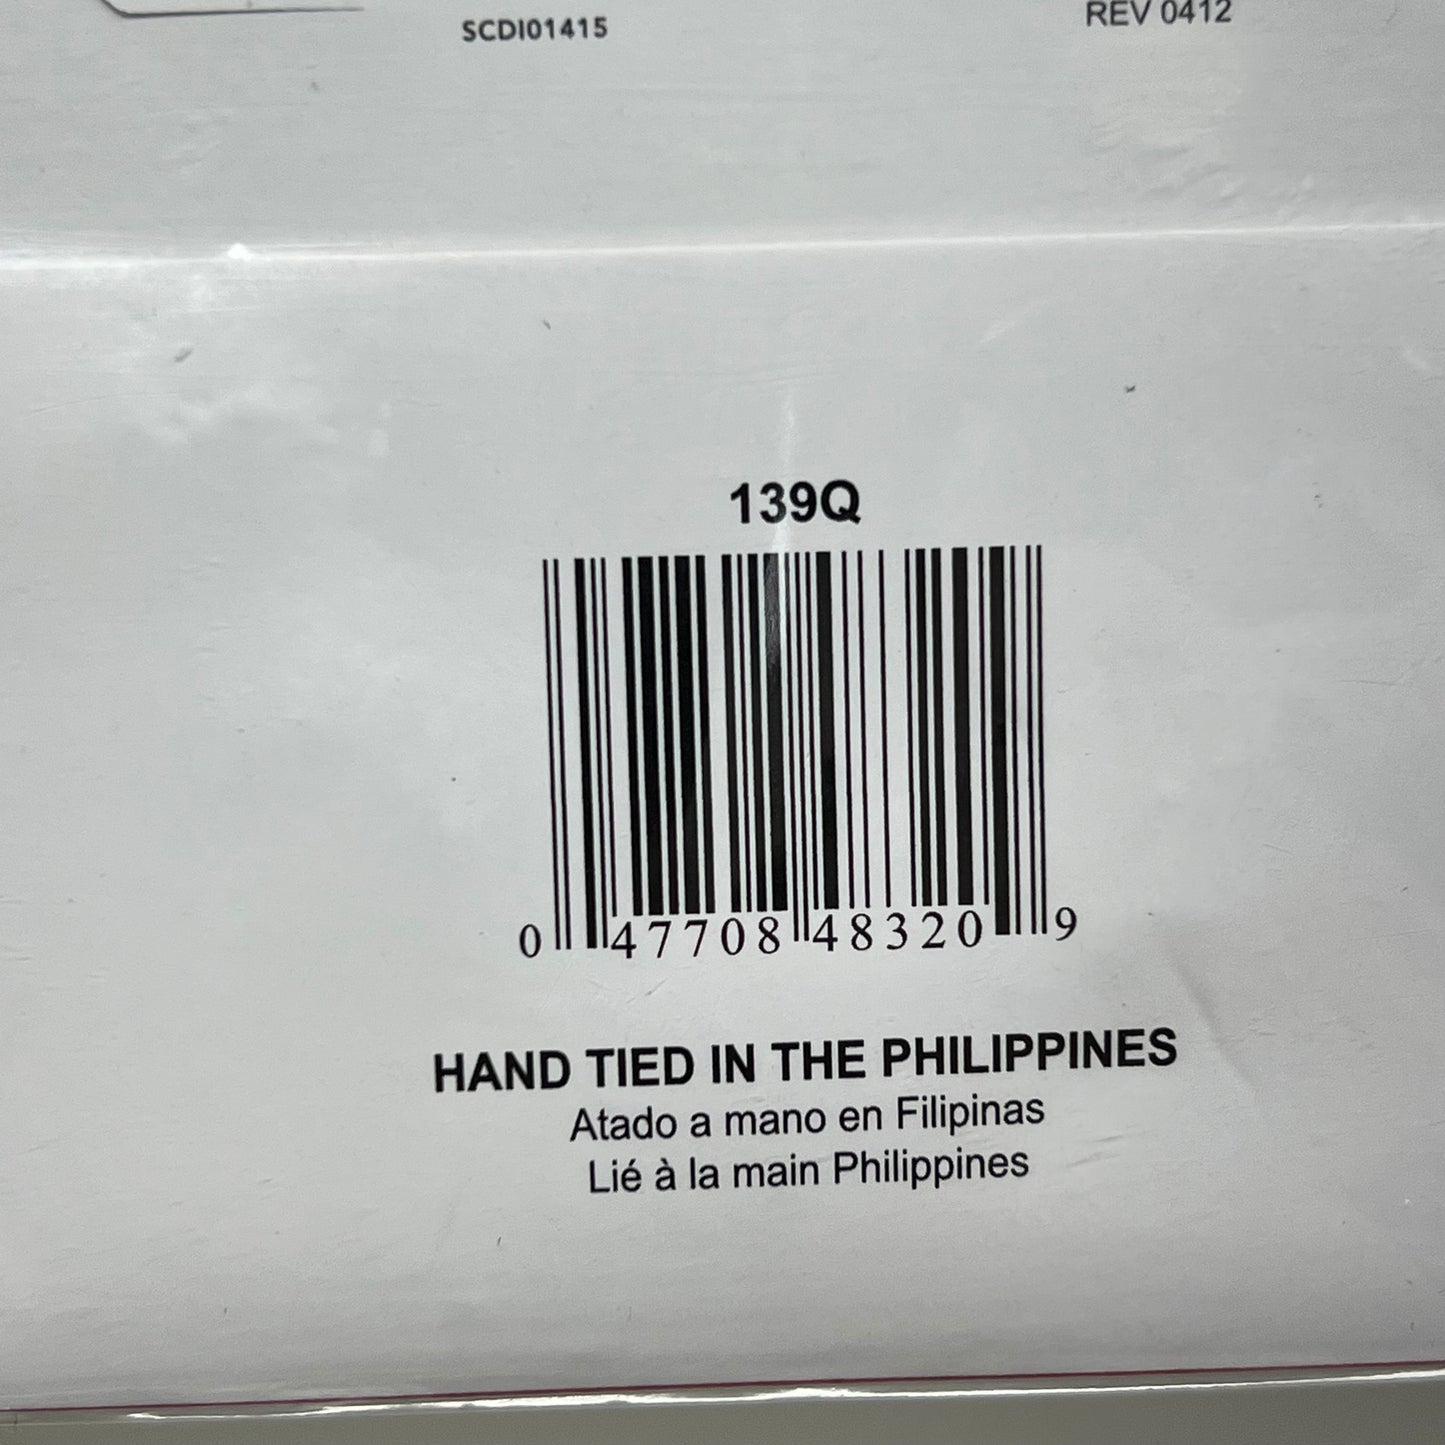 SCDI01415
REV 0412
139Q
0 47708 48320 9
HAND TIED IN THE PHILIPPINES
Atado a mano en Filipinas
Lié à la main Philippines